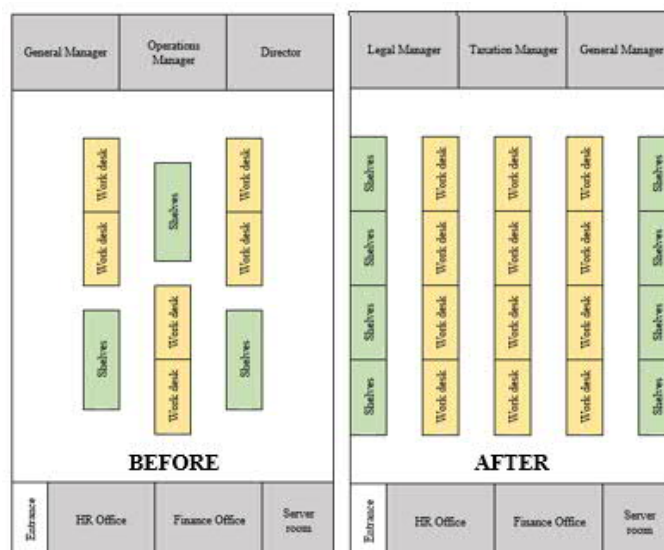 General Manager
Operations
Manager
Director
Work desk
Work desk
Shelves
Work desk
Work desk
Shelves
Work desk
Work desk
Shelves
BEFORE
Entrance
HR Office
Finance Office
Server
room
Legal Manager
Taxation Manager
General Manager
Shelves
Work desk
Work desk
Work desk
Shelves
Shelves
Work desk
Work desk
Work desk
Shelves
Shelves
Work desk
Work desk
Work desk
Shelves
Shelves
Work desk
Work desk
Work desk
Shelves
AFTER
Entrance
HR Office
Finance Office
Server
room